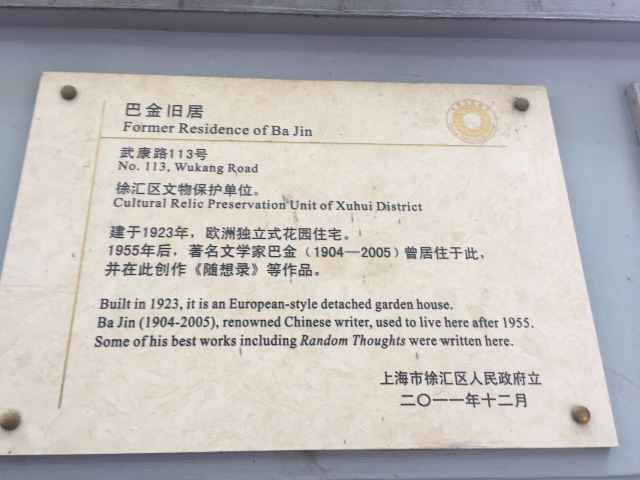 巴金旧居
Former Residence of Ba Jin
武康路113号
No. 113, Wukang Road
徐汇区文物保护单位。
Cultural Relic Preservation Unit of Xuhui District
建于1923年，欧洲独立式花园住宅。
1955年后，著名文学家巴金（1904—2005）曾居住于此，
并在此创作《随想录》等作品。
Built in 1923, it is an European-style detached garden house.
Ba Jin (1904-2005), renowned Chinese writer, used to live here after 1955.
Some of his best works including Random Thoughts were written here.
上海市徐汇区人民政府立
二〇一一年十二月